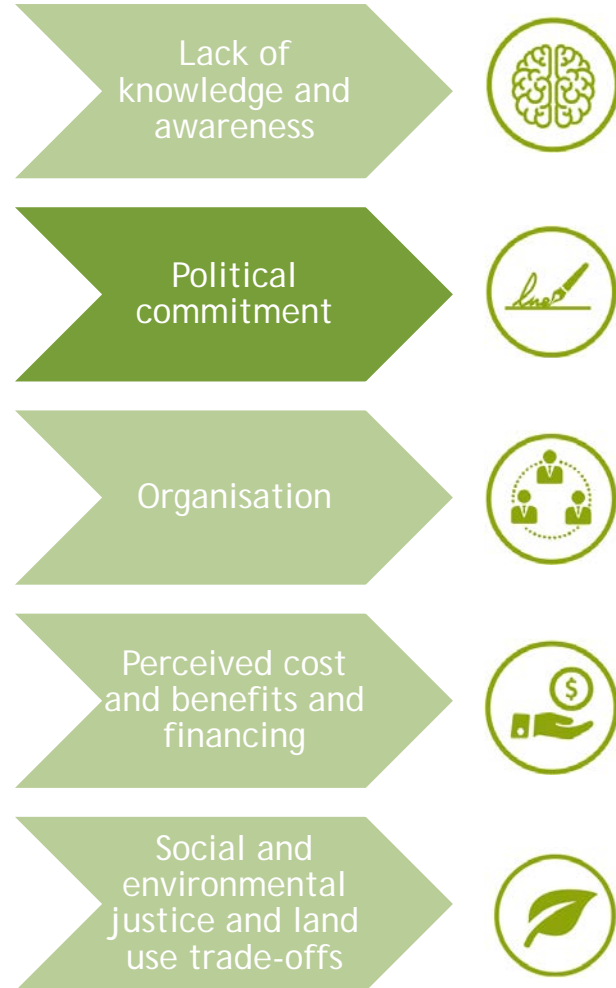 Lack of
knowledge and
awareness
Political
commitment
Organisation
Perceived cost
and benefits and
financing
$
Social and
environmental
justice and land
use trade-offs